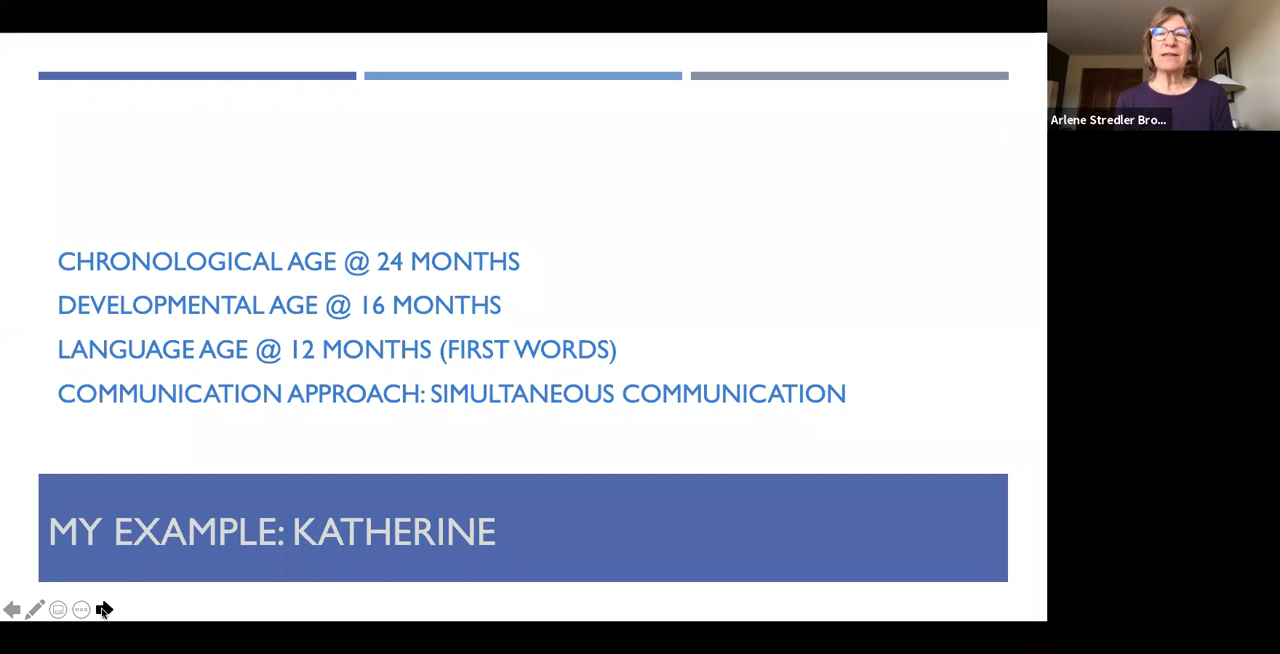 CHRONOLOGICAL AGE @ 24 MONTHS
DEVELOPMENTAL AGE @ 16 MONTHS
LANGUAGE AGE @ 12 MONTHS (FIRST WORDS)
COMMUNICATION APPROACH: SIMULTANEOUS COMMUNICATION
MY EXAMPLE: KATHERINE
Arlene Stredler Bro...